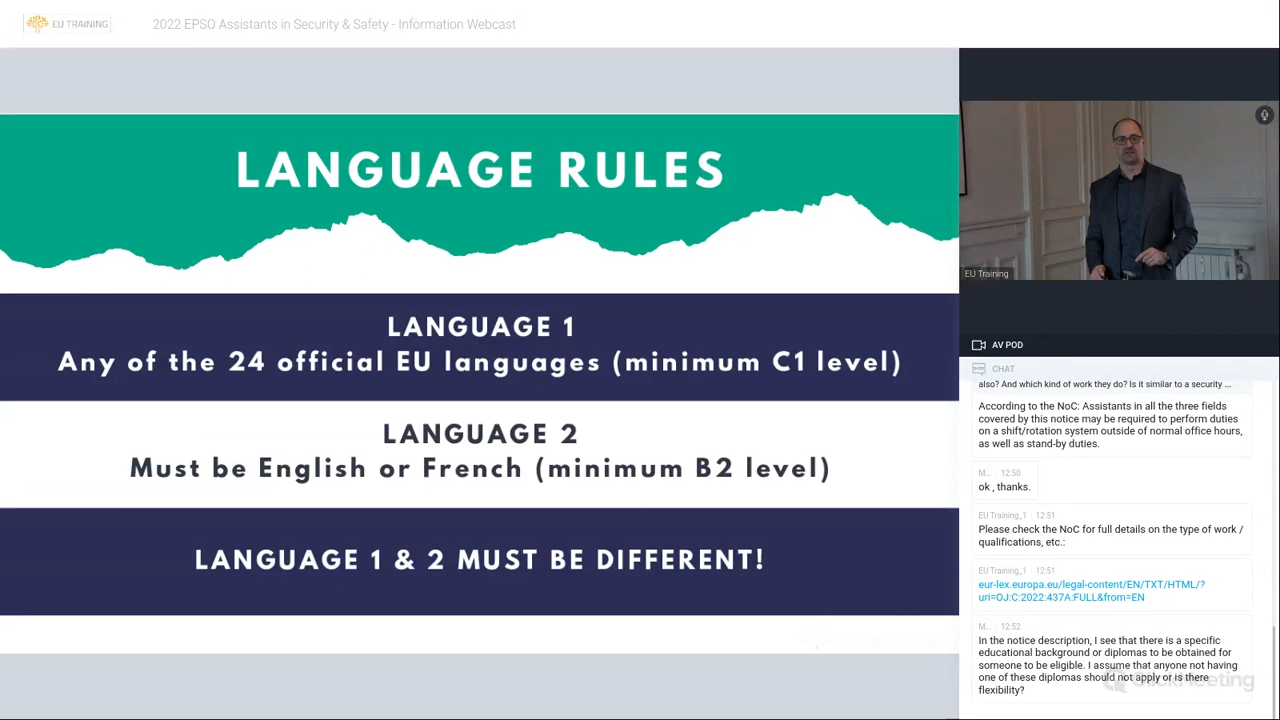 EU TRAINING
2022 EPSO Assistants in Security & Safety - Information Webcast
LANGUAGE RULES
LANGUAGE 1
Any of the 24 official EU languages (minimum C1 level)
LANGUAGE 2
Must be English or French (minimum B2 level)
LANGUAGE 1 & 2 MUST BE DIFFERENT!
EU Training
AV POD
CHAT
also? And which kind of work they do? Is it similar to a security ...
According to the NoC: Assistants in all the three fields
covered by this notice may be required to perform duties
on a shift/rotation system outside of normal office hours,
as well as stand-by duties.
M... 12:50
ok , thanks.
EU Training_1 12:51
Please check the NoC for full details on the type of work /
qualifications, etc.:
EU Training_1 12:51
eur-lex.europa.eu/legal-content/EN/TXT/HTML/?
uri=OJ:C:2022:437A:FULL&from=EN
M... 12:52
In the notice description, I see that there is a specific
educational background or diplomas to be obtained for
someone to be eligible. I assume that anyone not having
one of these diplomas should not apply or is there
flexibility?
ClickMeeting